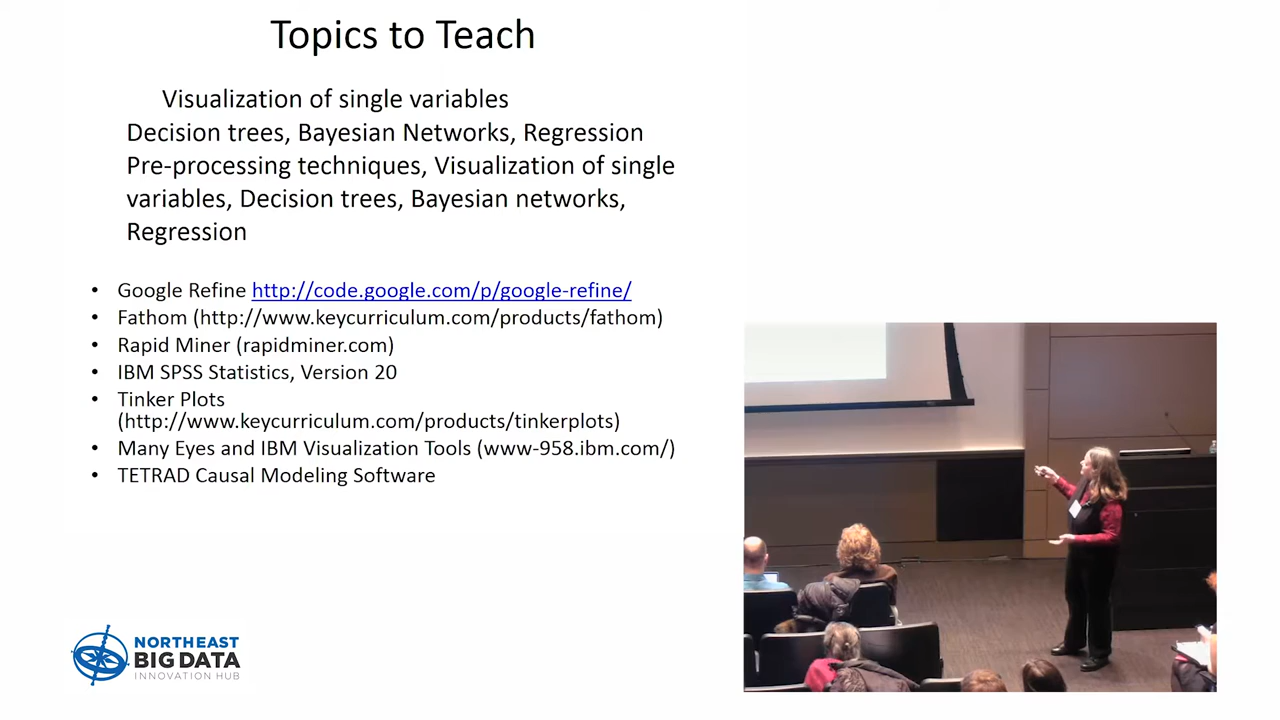 Topics to Teach
Visualization of single variables
Decision trees, Bayesian Networks, Regression
Pre-processing techniques, Visualization of single
variables, Decision trees, Bayesian networks,
Regression
• Google Refine http://code.google.com/p/google-refine/
• Fathom (http://www.keycurriculum.com/products/fathom)
• Rapid Miner (rapidminer.com)
• IBM SPSS Statistics, Version 20
• Tinker Plots
(http://www.keycurriculum.com/products/tinkerplots)
• Many Eyes and IBM Visualization Tools (www-958.ibm.com/)
• TETRAD Causal Modeling Software
NORTHEAST
BIG DATA
INNOVATION HUB